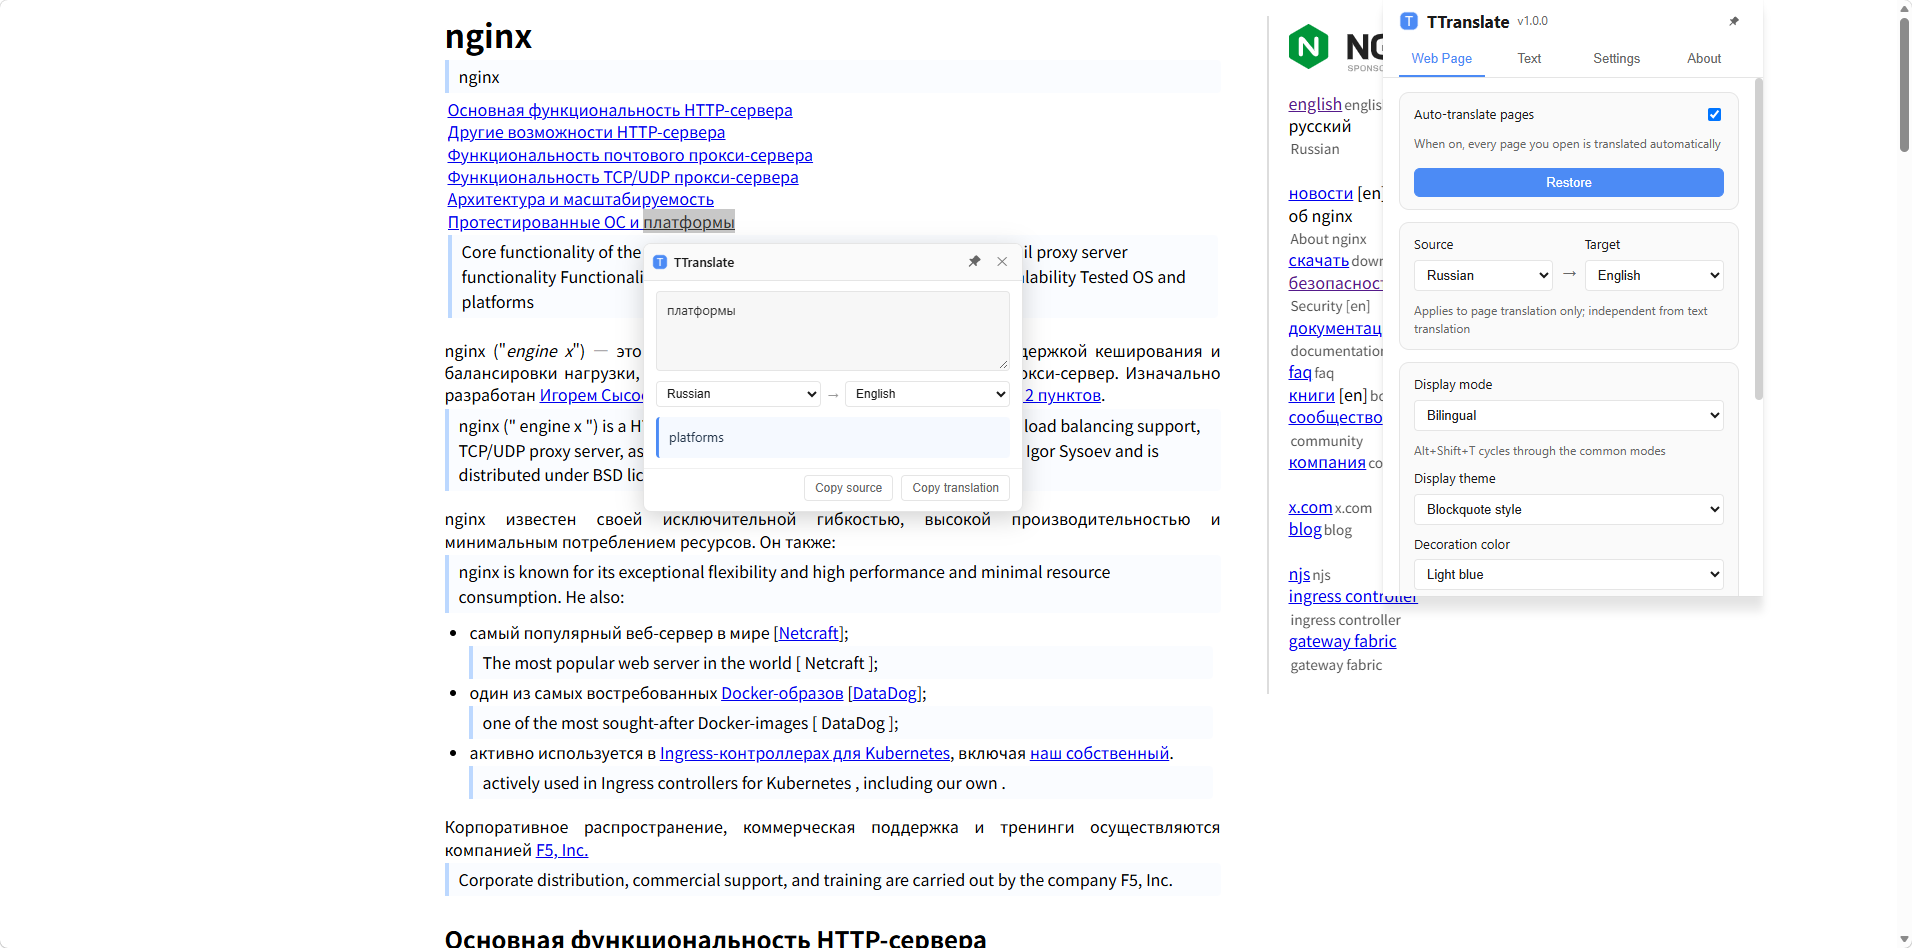 nginx
nginx
Основная функциональность HTTP-сервера
Другие возможности HTTP-сервера
Функциональность почтового прокси-сервера
Функциональность TCP/UDP прокси-сервера
Архитектура и масштабируемость
Протестированные ОС и платформы
Core functionality of the
il proxy server
functionality
lability Tested OS and
platforms
nginx ("engine x") — это
кеширования и
балансировки нагрузки,
Изначально
разработан Игорем
2 пунктов.
nginx (" engine x ") is a
load balancing support,
TCP/UDP proxy server, as
Igor Sysoev and is
distributed under BSD
nginx известен своей исключительной гибкостью, высокой производительностью и
минимальным потреблением ресурсов. Он также:
nginx is known for its exceptional flexibility and high performance and minimal resource
consumption. He also:
самый популярный веб-сервер в мире [Netcraft];
The most popular web server in the world [ Netcraft ];
один из самых востребованных Docker-образов [DataDog];
one of the most sought-after Docker-images [ DataDog ];
активно используется в Ingress-контроллерах для Kubernetes, включая наш собственный.
actively used in Ingress controllers for Kubernetes , including our own .
Корпоративное распространение, коммерческая поддержка и тренинги осуществляются
компанией F5, Inc.
Corporate distribution, commercial support, and training are carried out by the company F5, Inc.
Основная функциональность HTTP-сервера
TTranslate
платформы
Russian → English
platforms
Copy source Copy translation
N
english
русский
Russian
новости [en]
об nginx
About nginx
скачать
Security [en]
faq faq
книги [en]
сообщество
community
компания
x.com x.com
blog blog
njs njs
ingress controller
ingress controller
gateway fabric
gateway fabric
T TTranslate v1.0.0
Web Page Text Settings About
Auto-translate pages
When on, every page you open is translated automatically
Restore
Source Target
Russian → English
Applies to page translation only; independent from text
translation
Display mode
Bilingual
Alt+Shift+T cycles through the common modes
Display theme
Blockquote style
Decoration color
Light blue